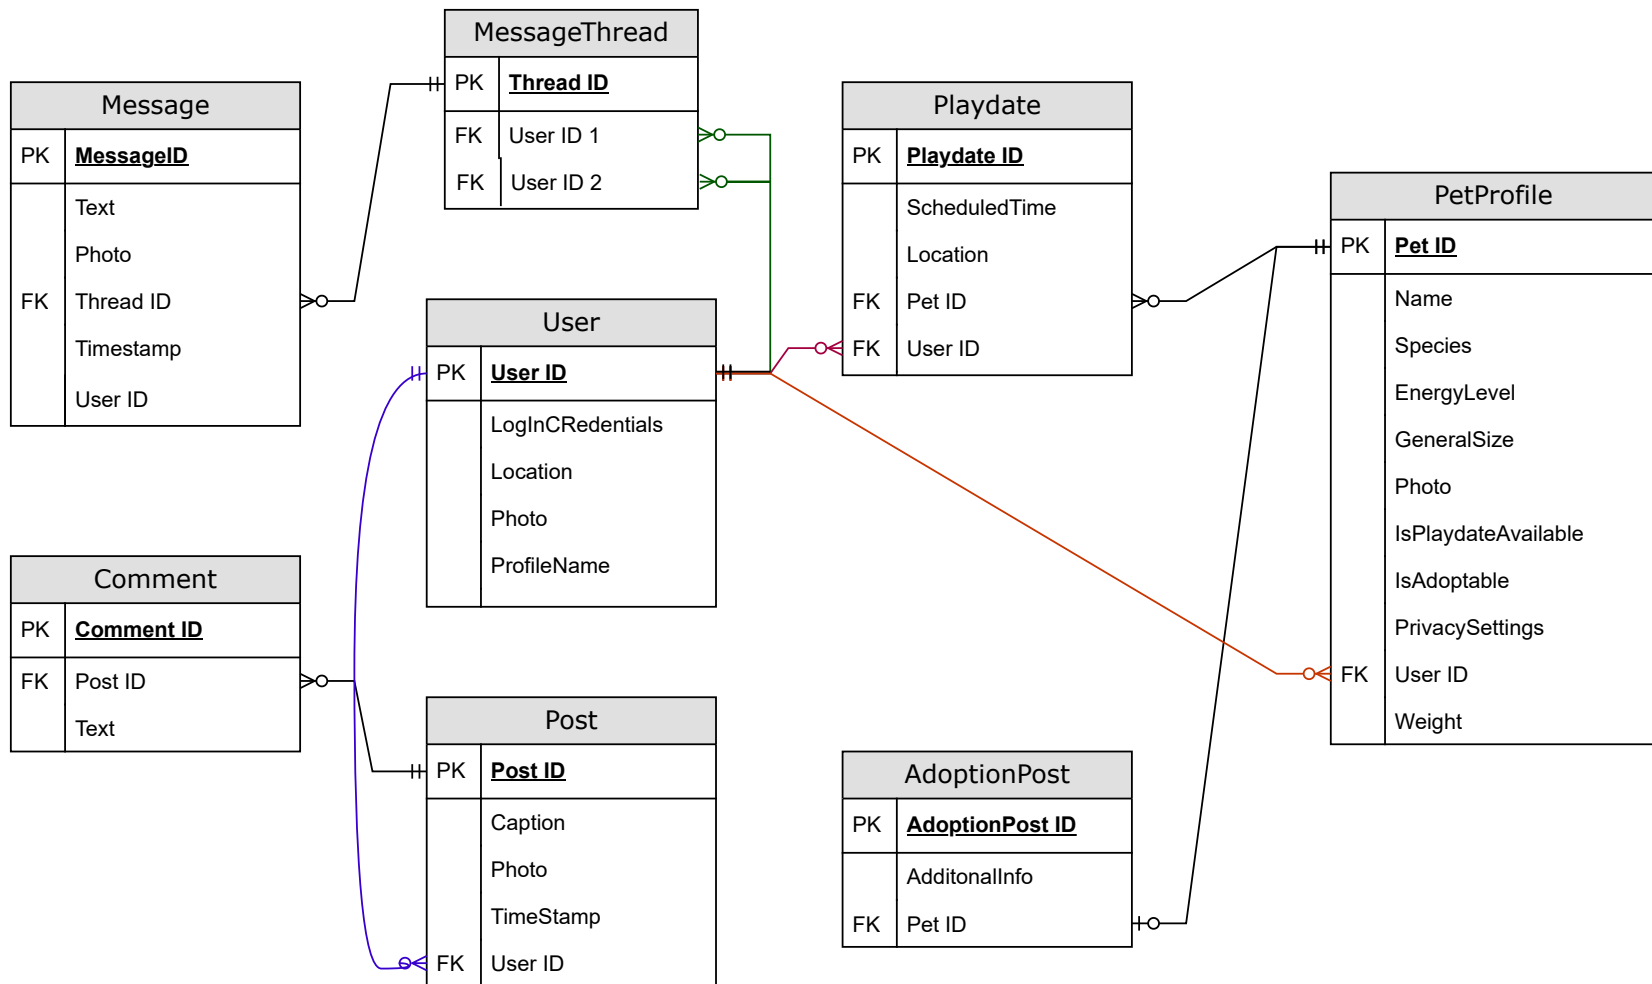 MessageThread
PK Thread ID
FK User ID 1
FK User ID 2
Message
PK MessageID
Text
Photo
FK Thread ID
Timestamp
User ID
Playdate
PK Playdate ID
ScheduledTime
Location
FK Pet ID
FK User ID
PetProfile
PK Pet ID
Name
Species
EnergyLevel
GeneralSize
Photo
IsPlaydateAvailable
IsAdoptable
PrivacySettings
FK User ID
Weight
User
PK User ID
LogInCRedentials
Location
Photo
ProfileName
Comment
PK Comment ID
FK Post ID
Text
Post
PK Post ID
Caption
Photo
TimeStamp
FK User ID
AdoptionPost
PK AdoptionPost ID
AdditonalInfo
FK Pet ID